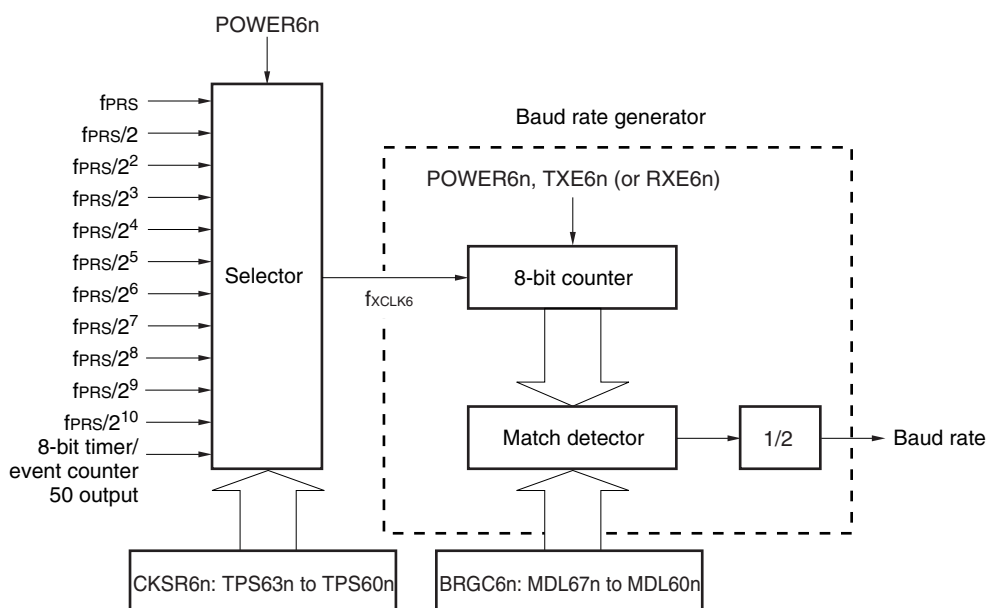 POWER6n
fPRS
fPRS/2
fPRS/2²
fPRS/2³
fPRS/2⁴
fPRS/2⁵
fPRS/2⁶
fPRS/2⁷
fPRS/2⁸
fPRS/2⁹
fPRS/2¹⁰
8-bit timer/
event counter
50 output
Selector
fXCLK6
Baud rate generator
POWER6n, TXE6n (or RXE6n)
8-bit counter
Match detector
1/2
Baud rate
CKSR6n: TPS63n to TPS60n
BRGC6n: MDL67n to MDL60n